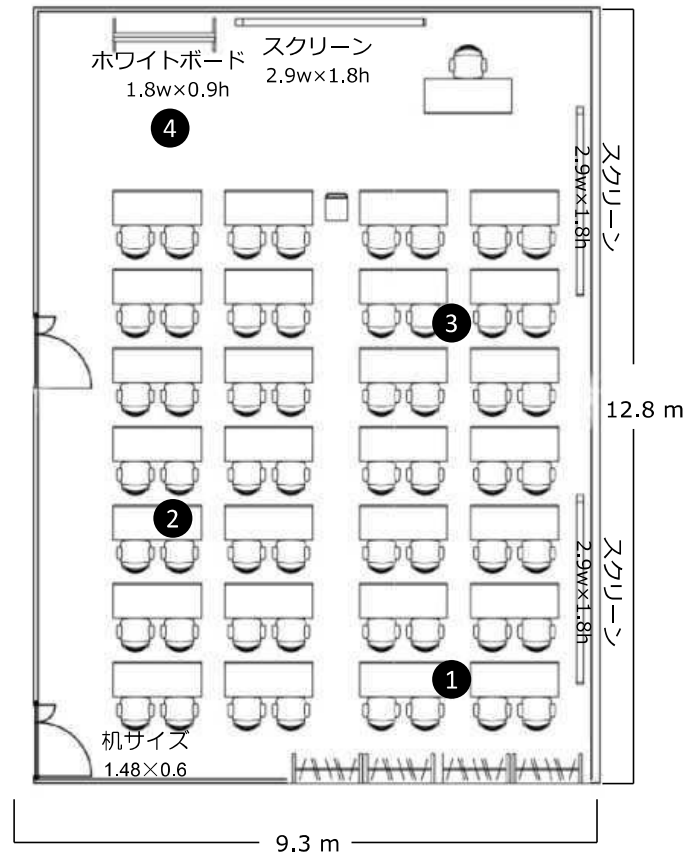 ホワイトボード
1.8w×0.9h
スクリーン
2.9w×1.8h
4
スクリーン
2.9w×1.8h
3
12.8 m
2
スクリーン
2.9w×1.8h
1
机サイズ
1.48×0.6
9.3 m